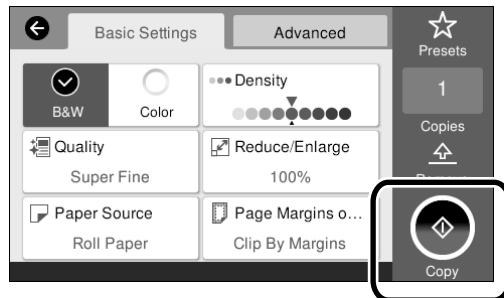 Basic Settings
Advanced
Presets
B&W
Color
Density
1
Copies
Quality
Super Fine
Reduce/Enlarge
100%
Paper Source
Roll Paper
Page Margins o...
Clip By Margins
Copy